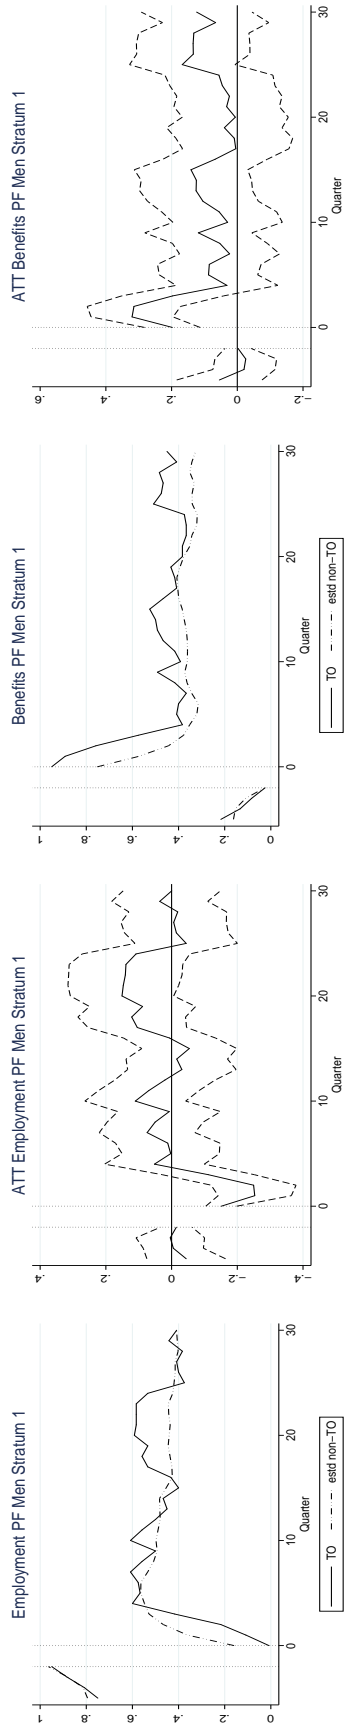 Employment PF Men Stratum 1
1
.8
.6
.4
.2
0
0 10 20 30
Quarter
TO estd non−TO
ATT Employment PF Men Stratum 1
.4
.2
0
−.2
−.4
0 10 20 30
Quarter
Benefits PF Men Stratum 1
1
.8
.6
.4
.2
0
0 10 20 30
Quarter
TO estd non−TO
ATT Benefits PF Men Stratum 1
.6
.4
.2
0
−.2
0 10 20 30
Quarter